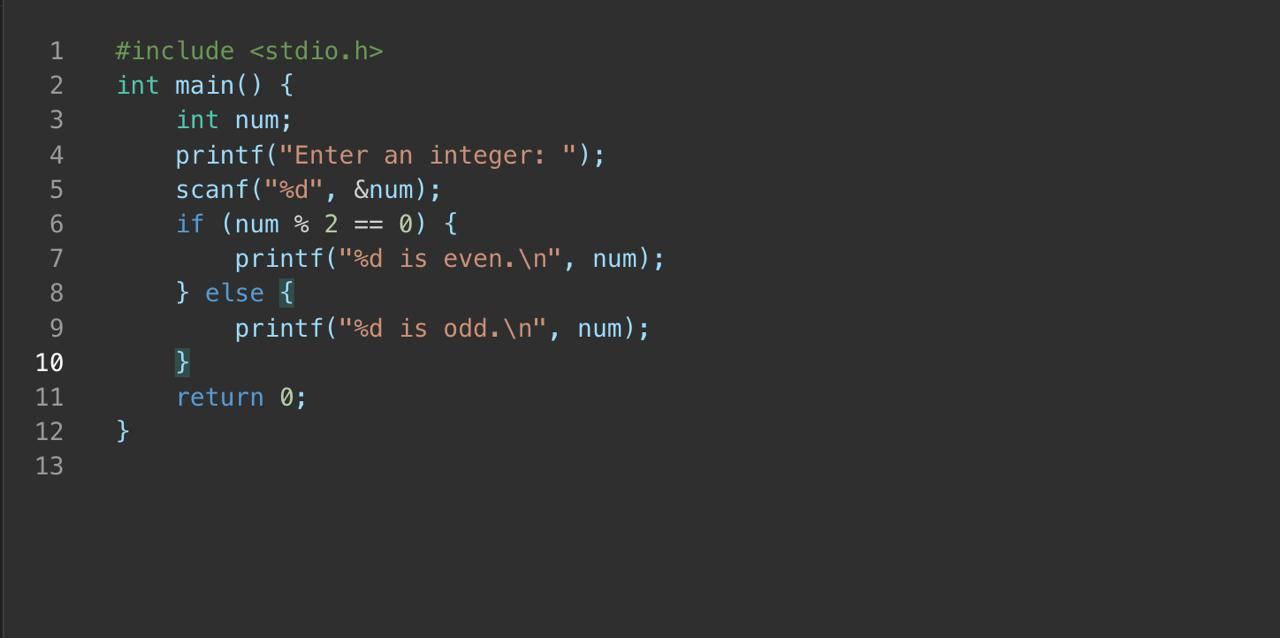 1 #include <stdio.h>
2 int main() {
3     int num;
4     printf("Enter an integer: ");
5     scanf("%d", &num);
6     if (num % 2 == 0) {
7         printf("%d is even.\n", num);
8     } else {
9         printf("%d is odd.\n", num);
10     }
11     return 0;
12 }
13